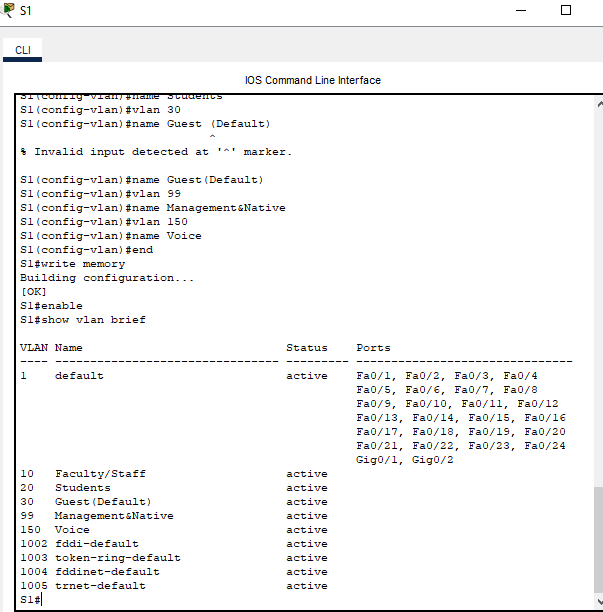 S1
CLI
IOS Command Line Interface
S1(config-vlan)#name Students
S1(config-vlan)#vlan 30
S1(config-vlan)#name Guest (Default)
^
% Invalid input detected at '^' marker.
S1(config-vlan)#name Guest(Default)
S1(config-vlan)#vlan 99
S1(config-vlan)#name Management&Native
S1(config-vlan)#vlan 150
S1(config-vlan)#name Voice
S1(config-vlan)#end
S1#write memory
Building configuration...
[OK]
S1#enable
S1#show vlan brief
VLAN Name                             Status    Ports
---- -------------------------------- --------- -------------------------------
1    default                          active    Fa0/1, Fa0/2, Fa0/3, Fa0/4
                                                Fa0/5, Fa0/6, Fa0/7, Fa0/8
                                                Fa0/9, Fa0/10, Fa0/11, Fa0/12
                                                Fa0/13, Fa0/14, Fa0/15, Fa0/16
                                                Fa0/17, Fa0/18, Fa0/19, Fa0/20
                                                Fa0/21, Fa0/22, Fa0/23, Fa0/24
                                                Gig0/1, Gig0/2
10   Faculty/Staff                    active
20   Students                         active
30   Guest(Default)                   active
99   Management&Native                active
150  Voice                            active
1002 fddi-default                     active
1003 token-ring-default               active
1004 fddinet-default                  active
1005 trnet-default                    active
S1#